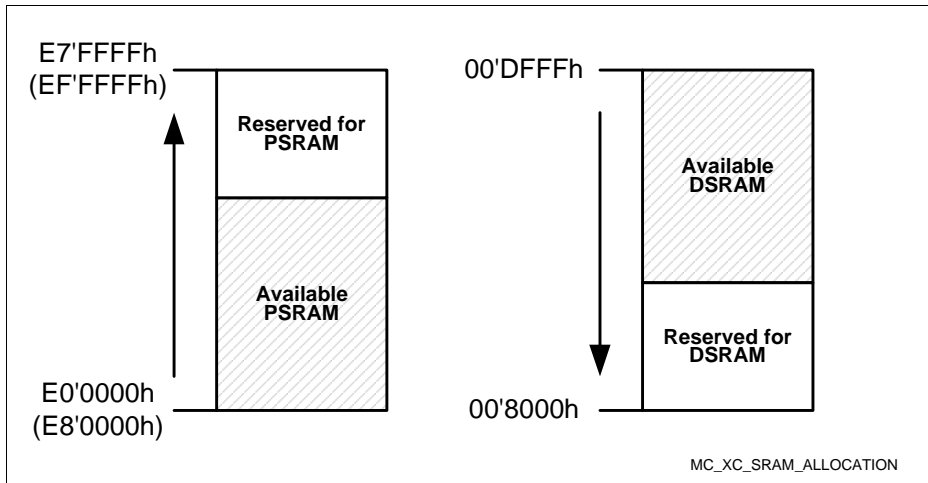 E7'FFFFh
(EF'FFFFh)
Reserved for
PSRAM
Available
PSRAM
E0'0000h
(E8'0000h)
00'DFFFh
Available
DSRAM
Reserved for
DSRAM
00'8000h
MC_XC_SRAM_ALLOCATION